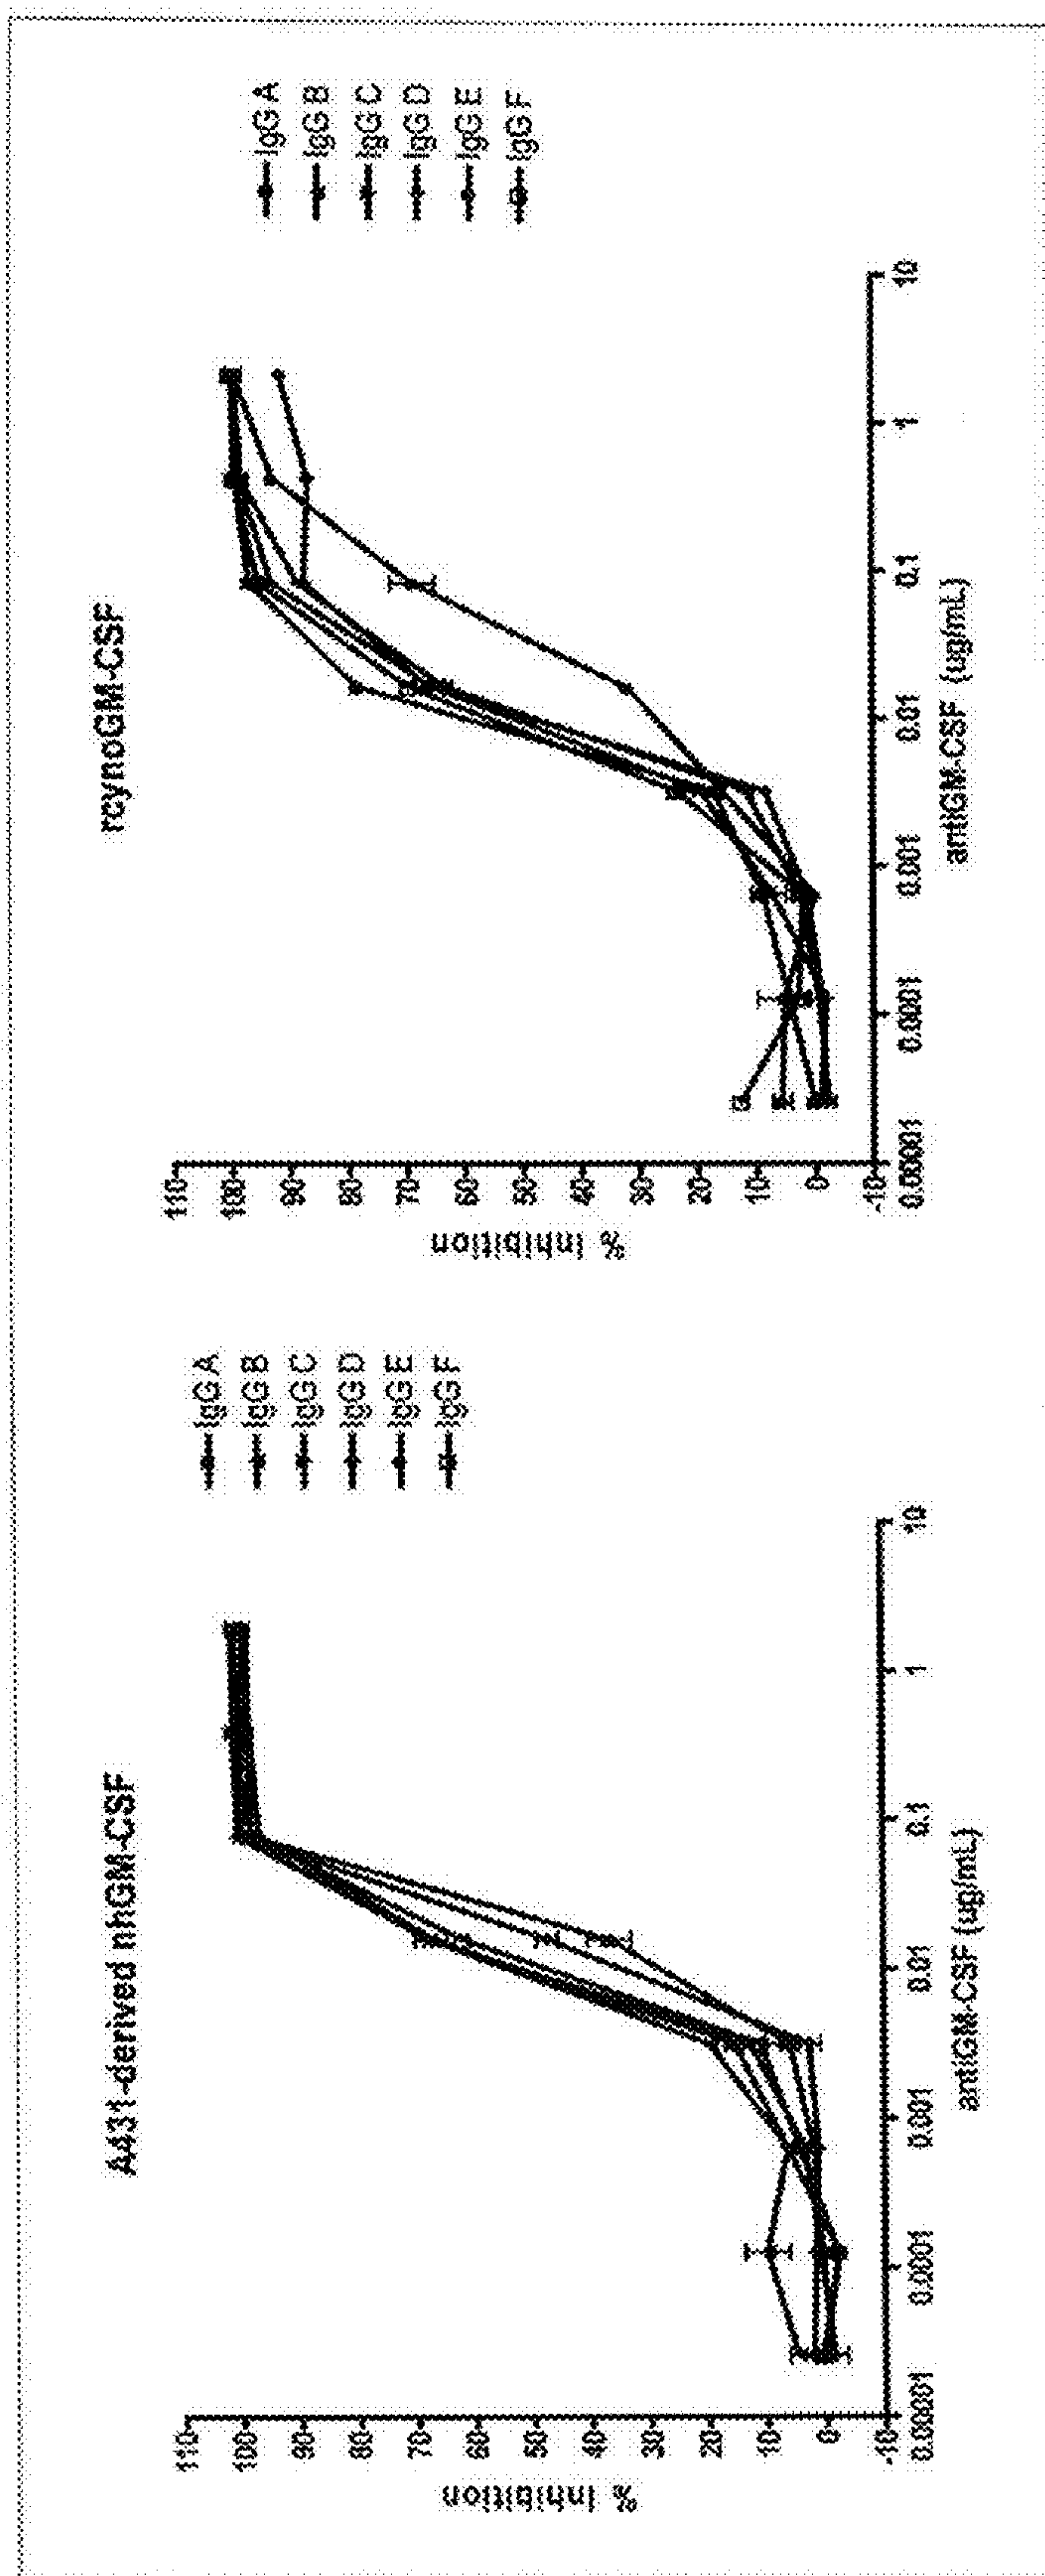 A431-derived nhGM-CSF
% inhibition
110
100
90
80
70
60
50
40
30
20
10
0
-10
0.00001
0.0001
0.001
0.01
0.1
1
10
antiGM-CSF (ug/mL)
IgG A
IgG B
IgG C
IgG D
IgG E
IgG F
rcynoGM-CSF
% inhibition
110
100
90
80
70
60
50
40
30
20
10
0
-10
0.00001
0.0001
0.001
0.01
0.1
1
10
antiGM-CSF (ug/mL)
IgG A
IgG B
IgG C
IgG D
IgG E
IgG F